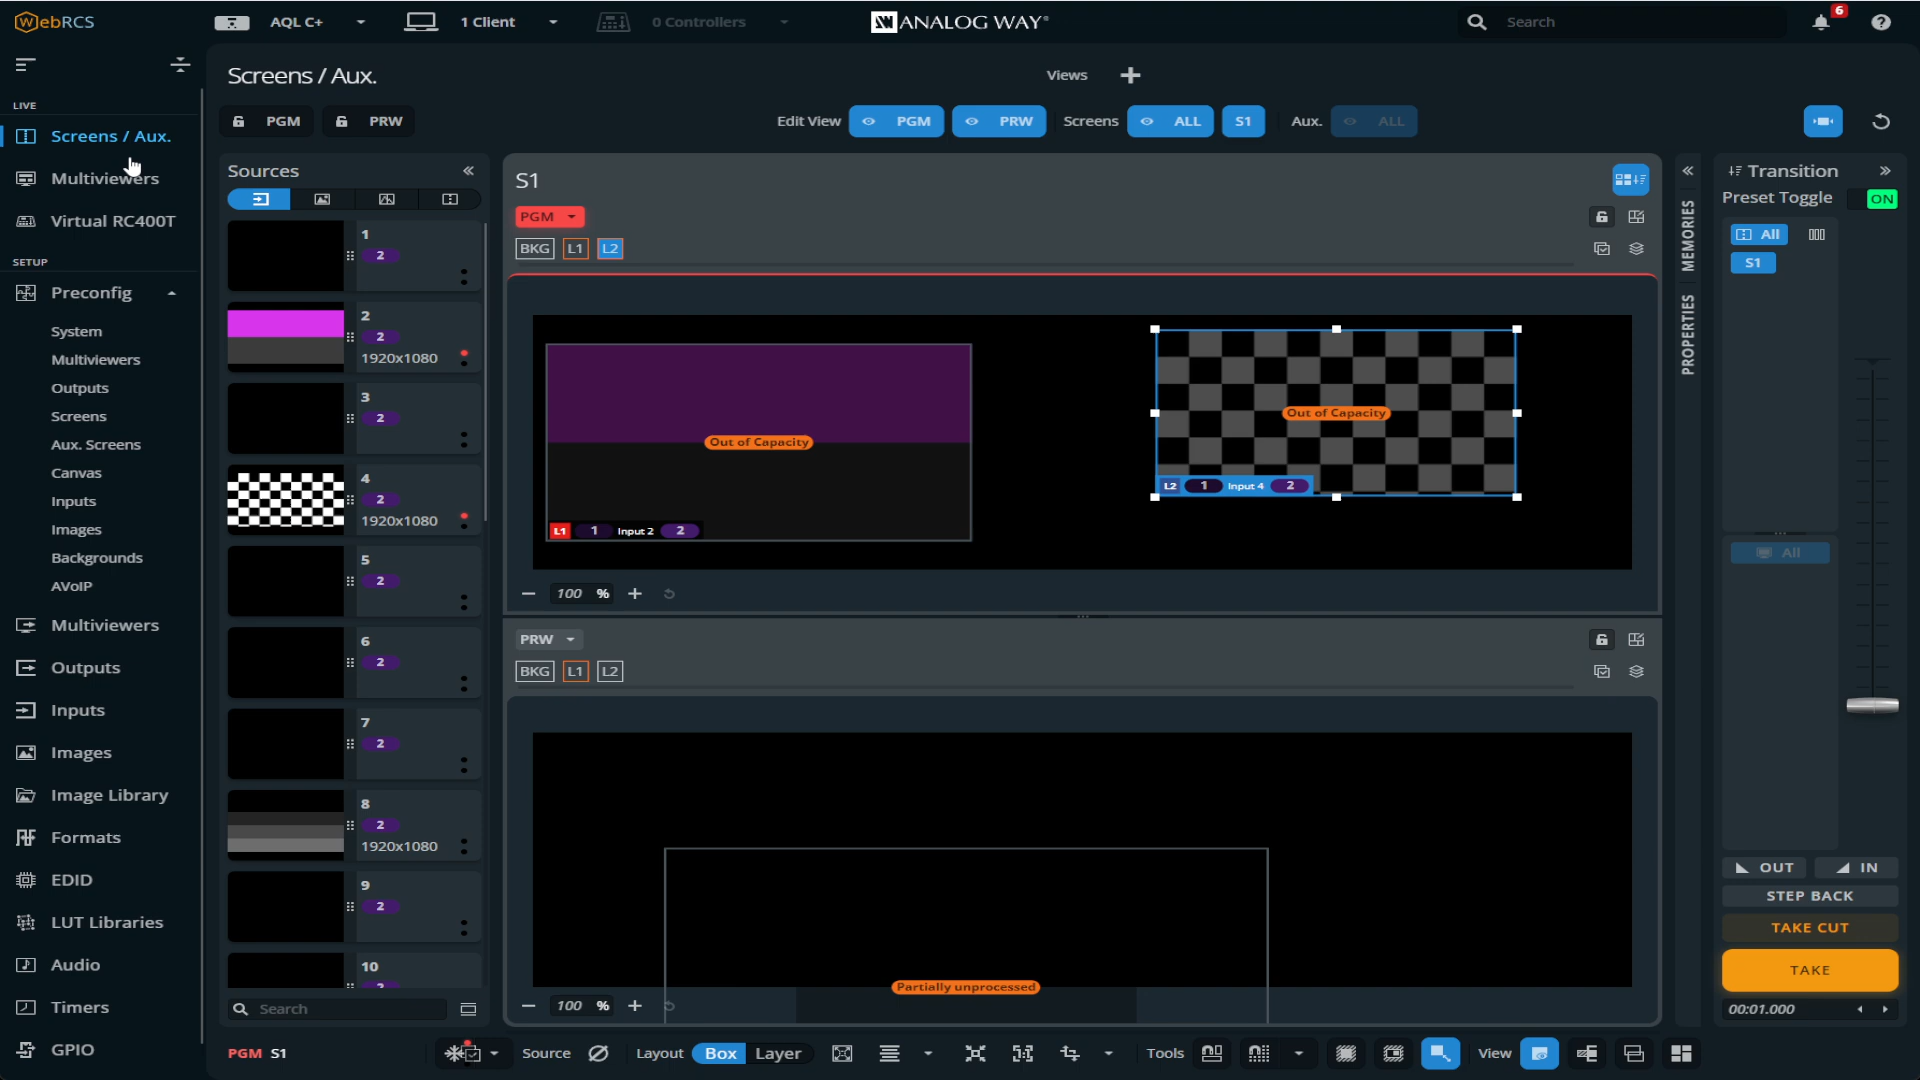 WebRCS
AQL C+
1 Client
0 Controllers
ANALOG WAY®
Search
6
?
LIVE
Screens / Aux.
Multiviewers
Virtual RC400T
SETUP
Preconfig
System
Multiviewers
Outputs
Screens
Aux. Screens
Canvas
Inputs
Images
Backgrounds
AVoIP
Multiviewers
Outputs
Inputs
Images
Image Library
Formats
EDID
LUT Libraries
Audio
Timers
GPIO
Screens / Aux.
Views
PGM
PRW
Edit View
PGM
PRW
Screens
ALL
S1
Aux.
ALL
Sources
1
2
2
2
1920x1080
3
2
4
2
1920x1080
5
2
6
2
7
2
8
2
1920x1080
9
2
10
2
Search
S1
PGM
BKG L1 L2
Out of Capacity
L1 1 Input 2 2
Out of Capacity
L2 1 Input 4 2
100 %
PRW
BKG L1 L2
Partially unprocessed
100 %
MEMORIES
PROPERTIES
Transition
Preset Toggle ON
All
S1
All
OUT
IN
STEP BACK
TAKE CUT
TAKE
00:01.000
PGM S1
Source
Layout
Box
Layer
Tools
View